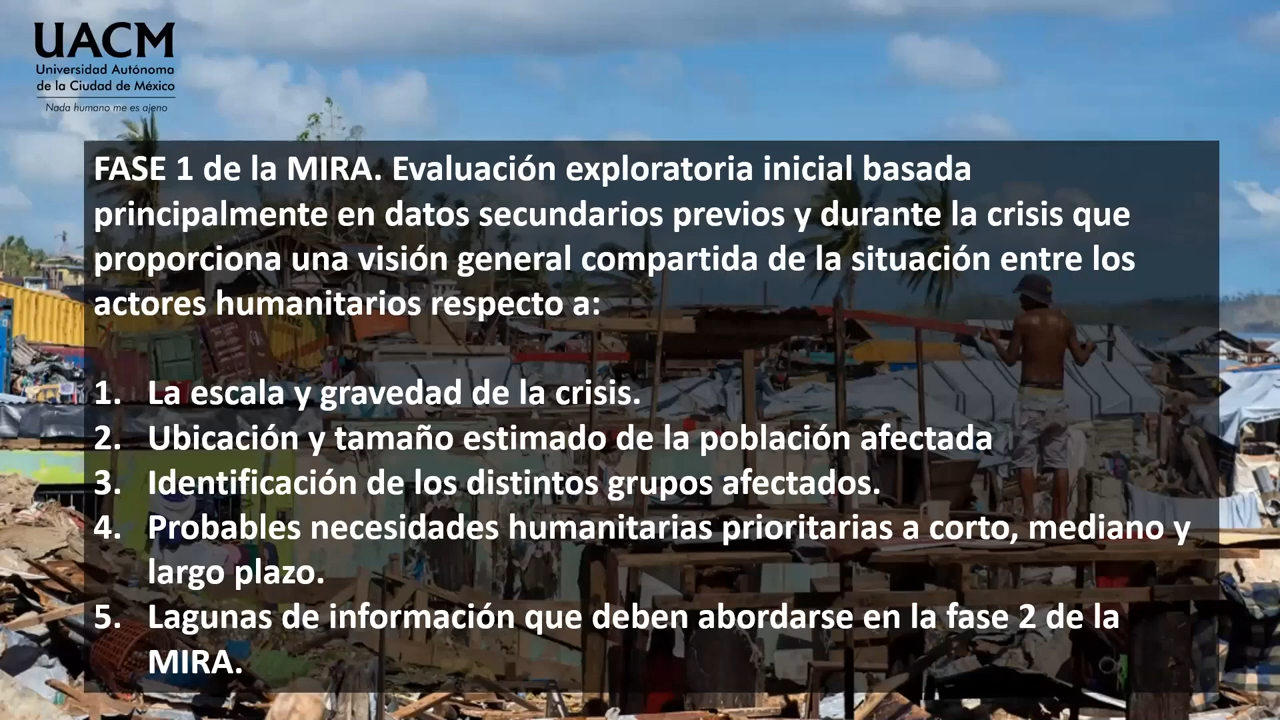 UACM
Universidad Autónoma
de la Ciudad de México
Nada humano me es ajeno
FASE 1 de la MIRA. Evaluación exploratoria inicial basada
principalmente en datos secundarios previos y durante la crisis que
proporciona una visión general compartida de la situación entre los
actores humanitarios respecto a:
1. La escala y gravedad de la crisis.
2. Ubicación y tamaño estimado de la población afectada
3. Identificación de los distintos grupos afectados.
4. Probables necesidades humanitarias prioritarias a corto, mediano y
largo plazo.
5. Lagunas de información que deben abordarse en la fase 2 de la
MIRA.